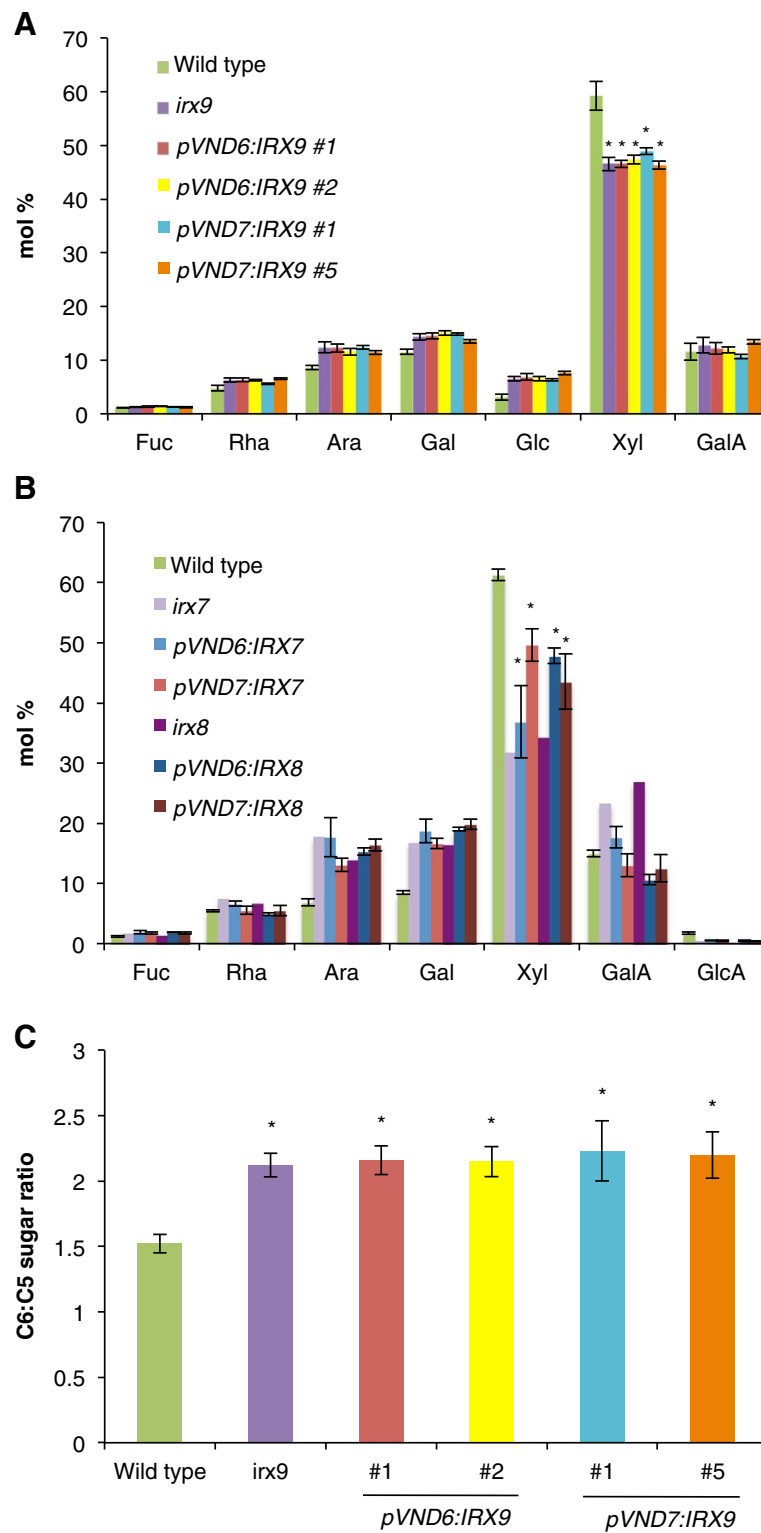 A
70
60
50
40
30
20
10
0
mol %
Wild type
irx9
pVND6:IRX9 #1
pVND6:IRX9 #2
pVND7:IRX9 #1
pVND7:IRX9 #5
* * * * *
Fuc Rha Ara Gal Glc Xyl GalA
B
70
60
50
40
30
20
10
0
mol %
Wild type
irx7
pVND6:IRX7
pVND7:IRX7
irx8
pVND6:IRX8
pVND7:IRX8
* * * *
Fuc Rha Ara Gal Xyl GalA GlcA
C
3
2.5
2
1.5
1
0.5
0
C6:C5 sugar ratio
* * * * *
Wild type irx9 #1 #2 #1 #5
pVND6:IRX9 pVND7:IRX9